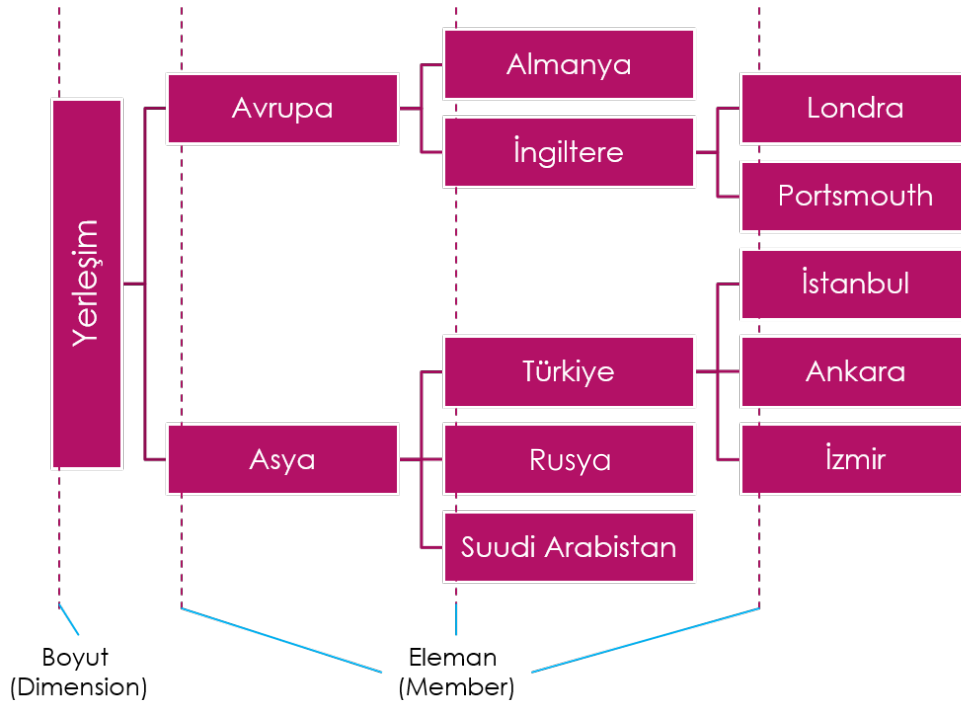 Yerleşim
Avrupa
Almanya
İngiltere
Londra
Portsmouth
Asya
Türkiye
İstanbul
Ankara
İzmir
Rusya
Suudi Arabistan
Boyut
(Dimension)
Eleman
(Member)